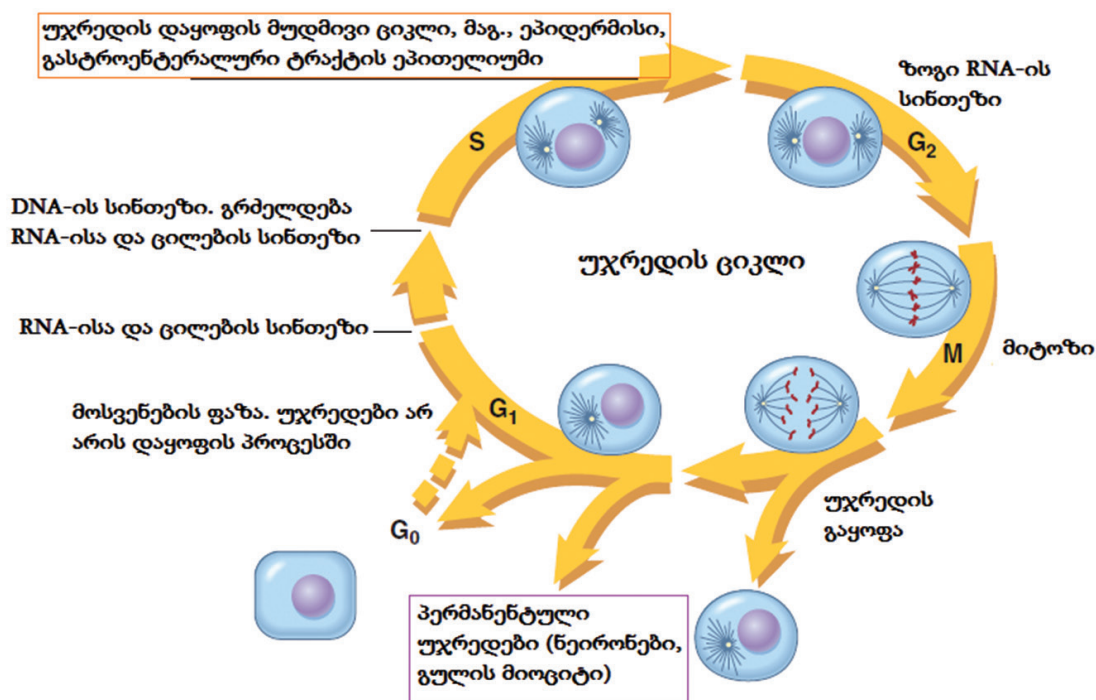 უჯრედის დაყოფის მუდმივი ციკლი, მაგ., ეპიდერმისი,
გასტროენტერალური ტრაქტის ეპითელიუმი
ზოგი RNA-ის
სინთეზი
S
G₂
DNA-ის სინთეზი. გრძელდება
RNA-ისა და ცილების სინთეზი
უჯრედის ციკლი
RNA-ისა და ცილების სინთეზი
M
მიტოზი
მოსვენების ფაზა. უჯრედები არ
არის დაყოფის პროცესში
G₁
უჯრედის
გაყოფა
G₀
პერმანენტული
უჯრედები (ნეირონები,
გულის მიოციტი)